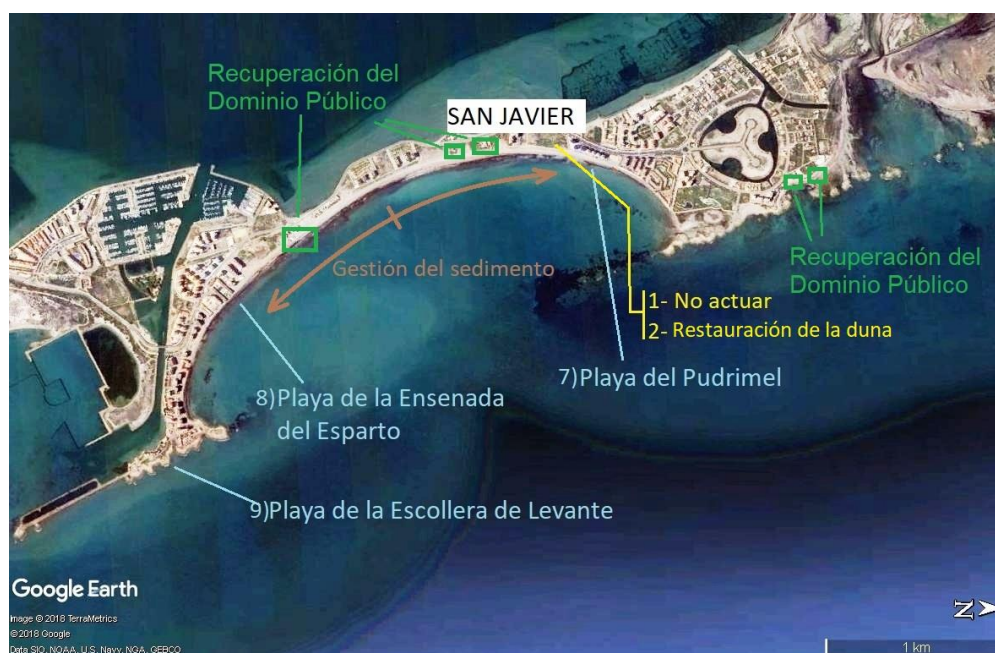 Recuperación del
Dominio Público
SAN JAVIER
Recuperación del
Dominio Público
Gestión del sedimento
1- No actuar
2- Restauración de la duna
7)Playa del Pudrimel
8)Playa de la Ensenada
del Esparto
9)Playa de la Escollera de Levante
Google Earth
Image © 2018 TerraMetrics
© 2018 Google
Data SIO, NOAA, U.S. Navy, NGA, GEBCO
N
1 km